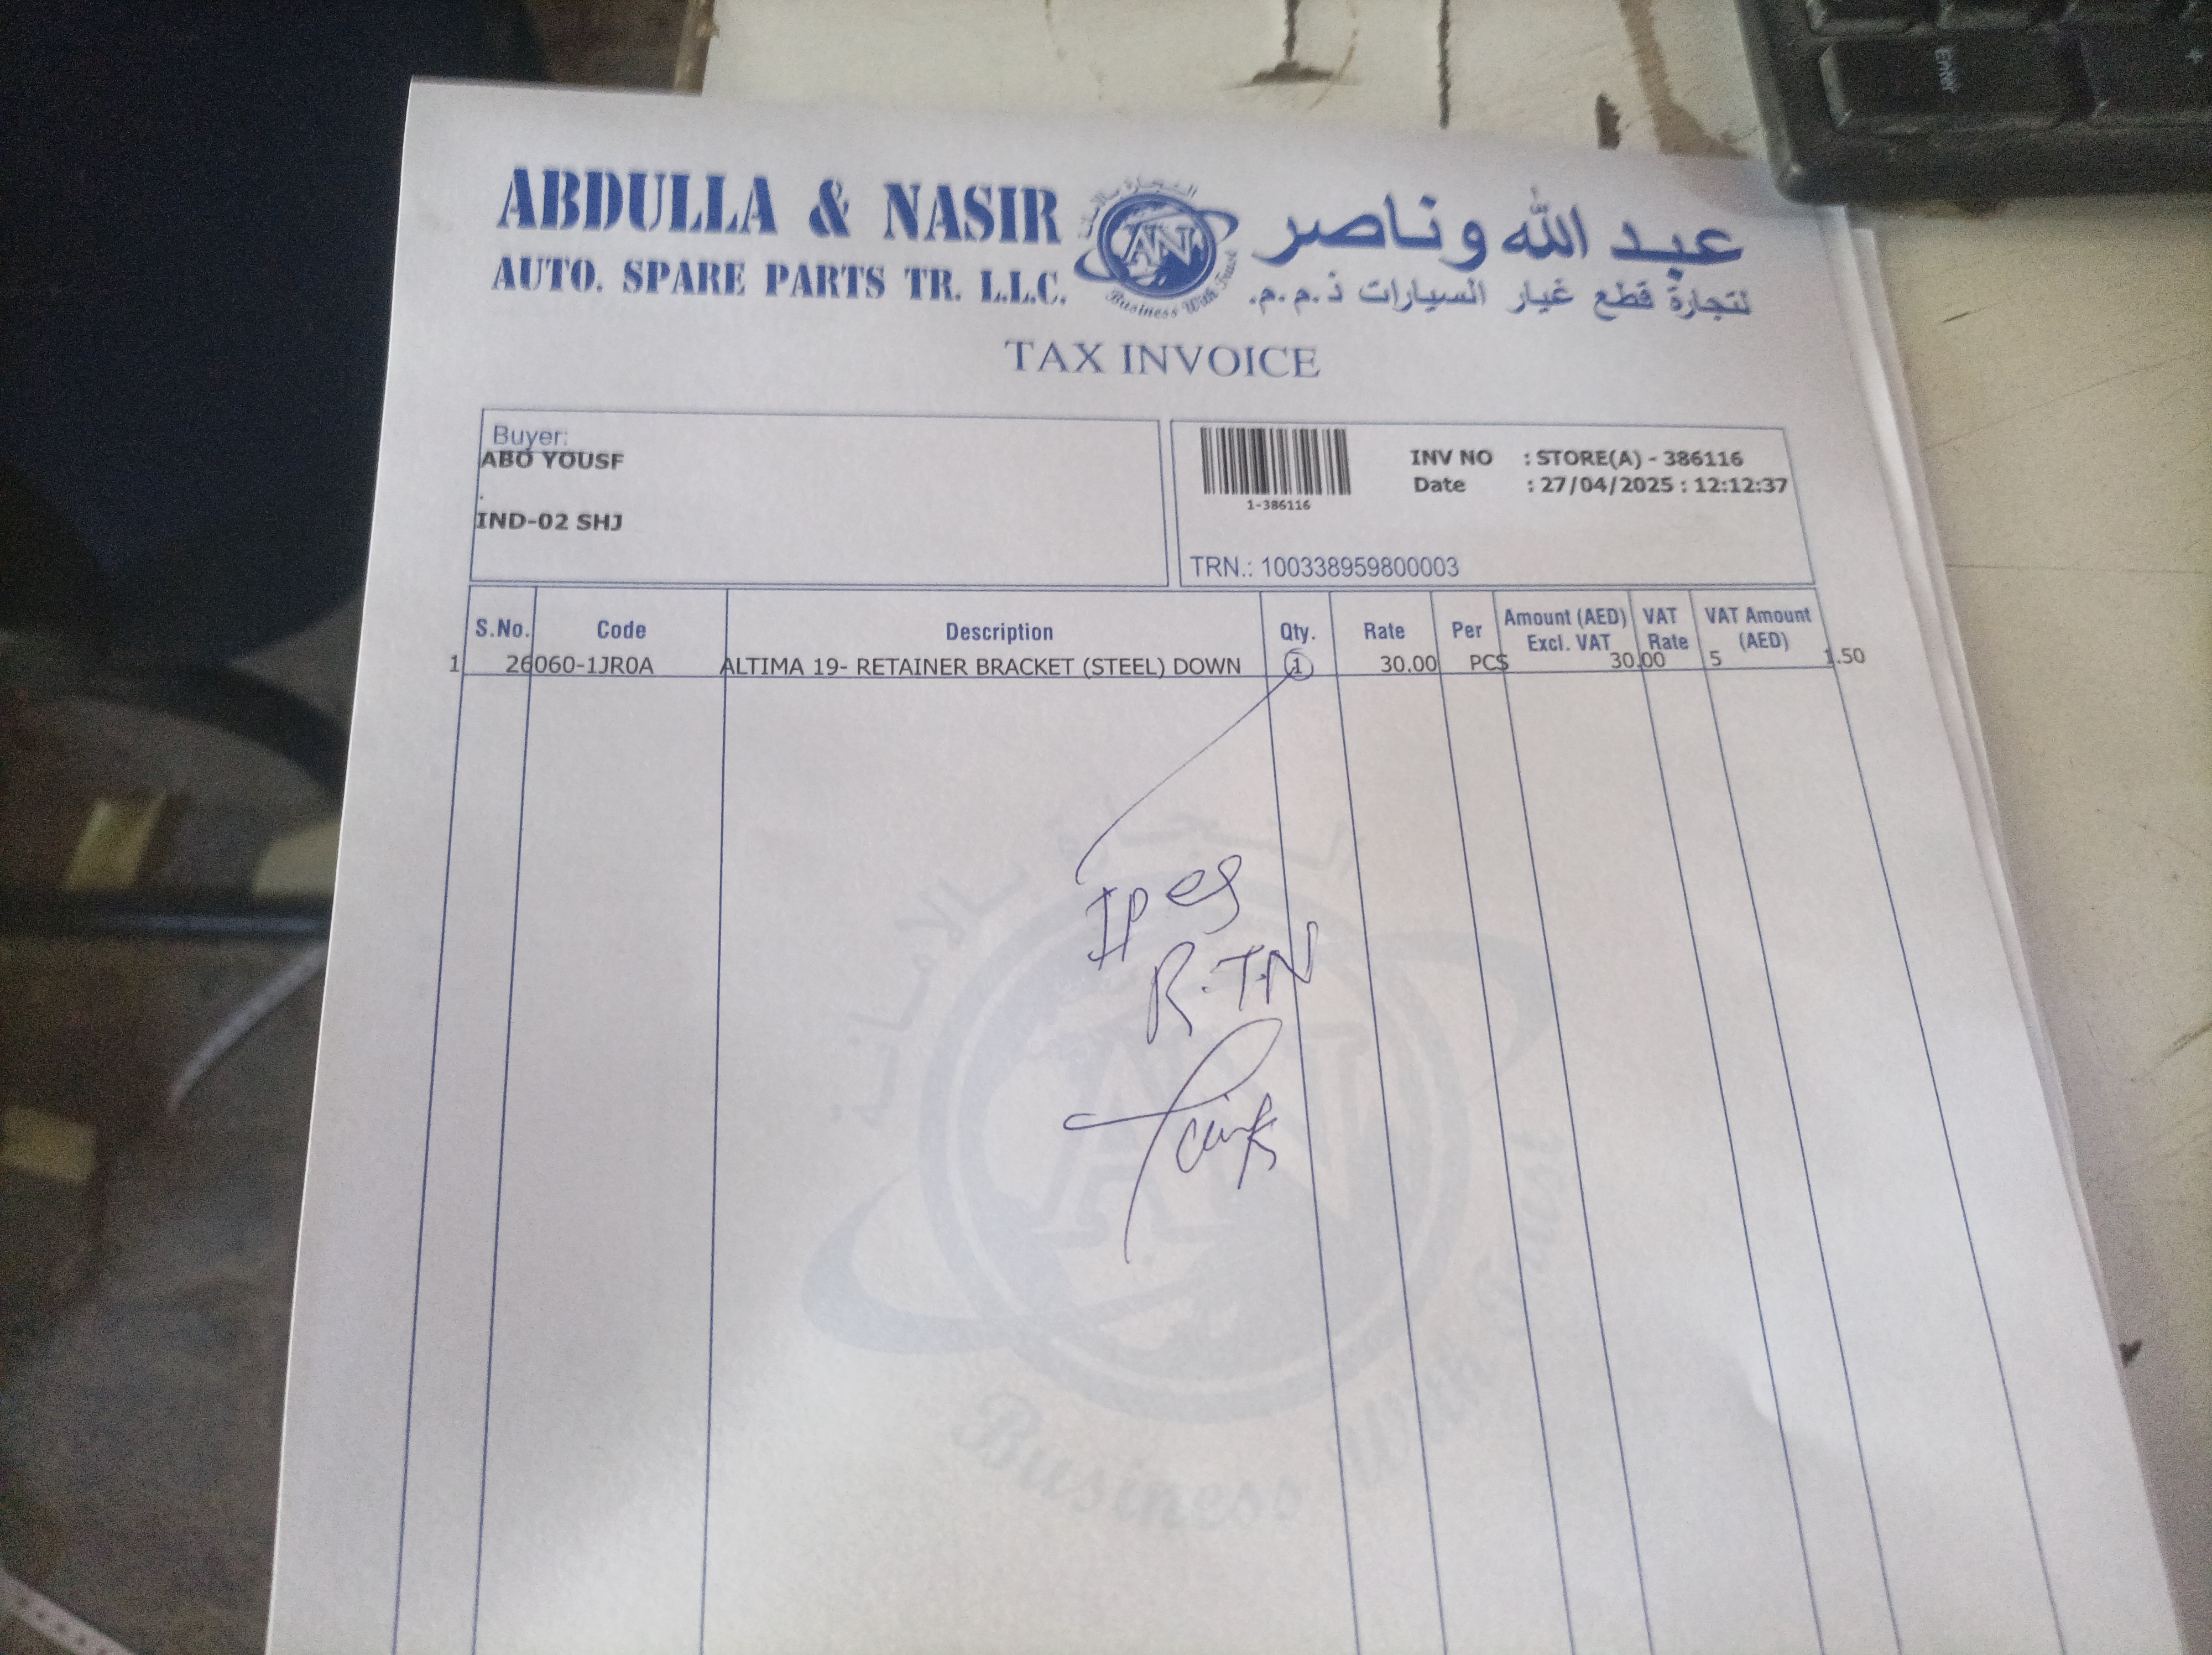 ABDULLA & NASIR
AUTO. SPARE PARTS TR. L.L.C.
AN
Business With Trust
عبد الله وناصر
لتجارة قطع غيار السيارات ذ.م.م.
TAX INVOICE
Buyer:
ABO YOUSF
.
IND-02 SHJ
1-386116
INV NO : STORE(A) - 386116
Date : 27/04/2025 : 12:12:37
TRN.: 100338959800003
S.No. Code Description Qty. Rate Per Amount (AED) Excl. VAT VAT Rate VAT Amount (AED)
1 26060-1JR0A ALTIMA 19- RETAINER BRACKET (STEEL) DOWN 1 30.00 PCS 30.00 5 1.50
R.T.N
AN
Business With
Enter
+